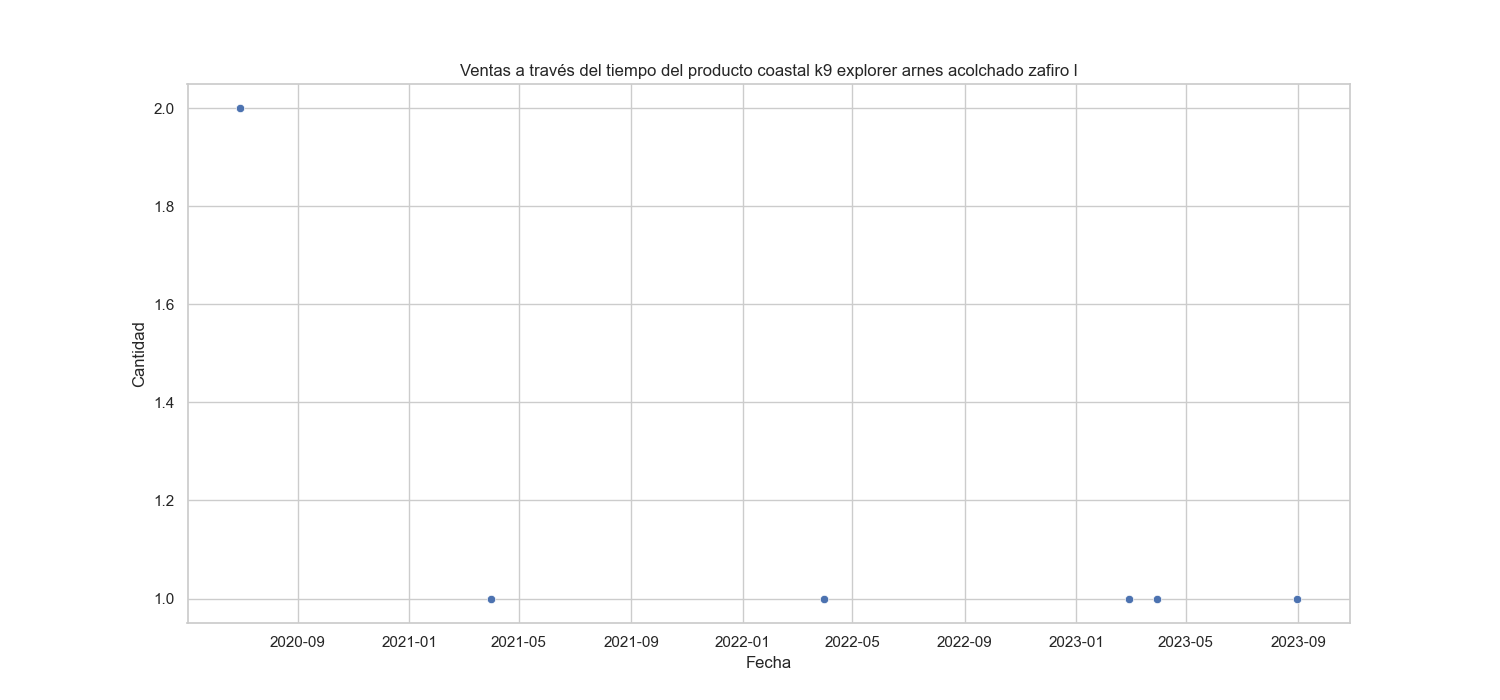 Ventas a través del tiempo del producto coastal k9 explorer arnes acolchado zafiro l
2.0
1.8
1.6
1.4
1.2
1.0
Cantidad
2020-09 2021-01 2021-05 2021-09 2022-01 2022-05 2022-09 2023-01 2023-05 2023-09
Fecha